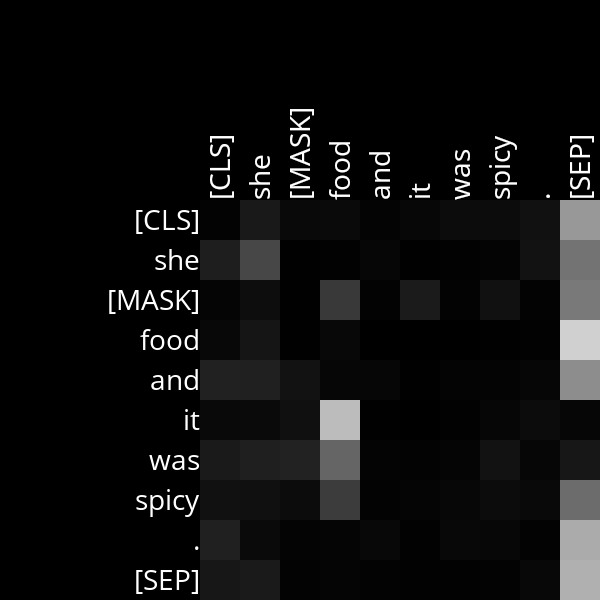 [CLS] she [MASK] food and it was spicy . [SEP]
[CLS]
she
[MASK]
food
and
it
was
spicy
.
[SEP]